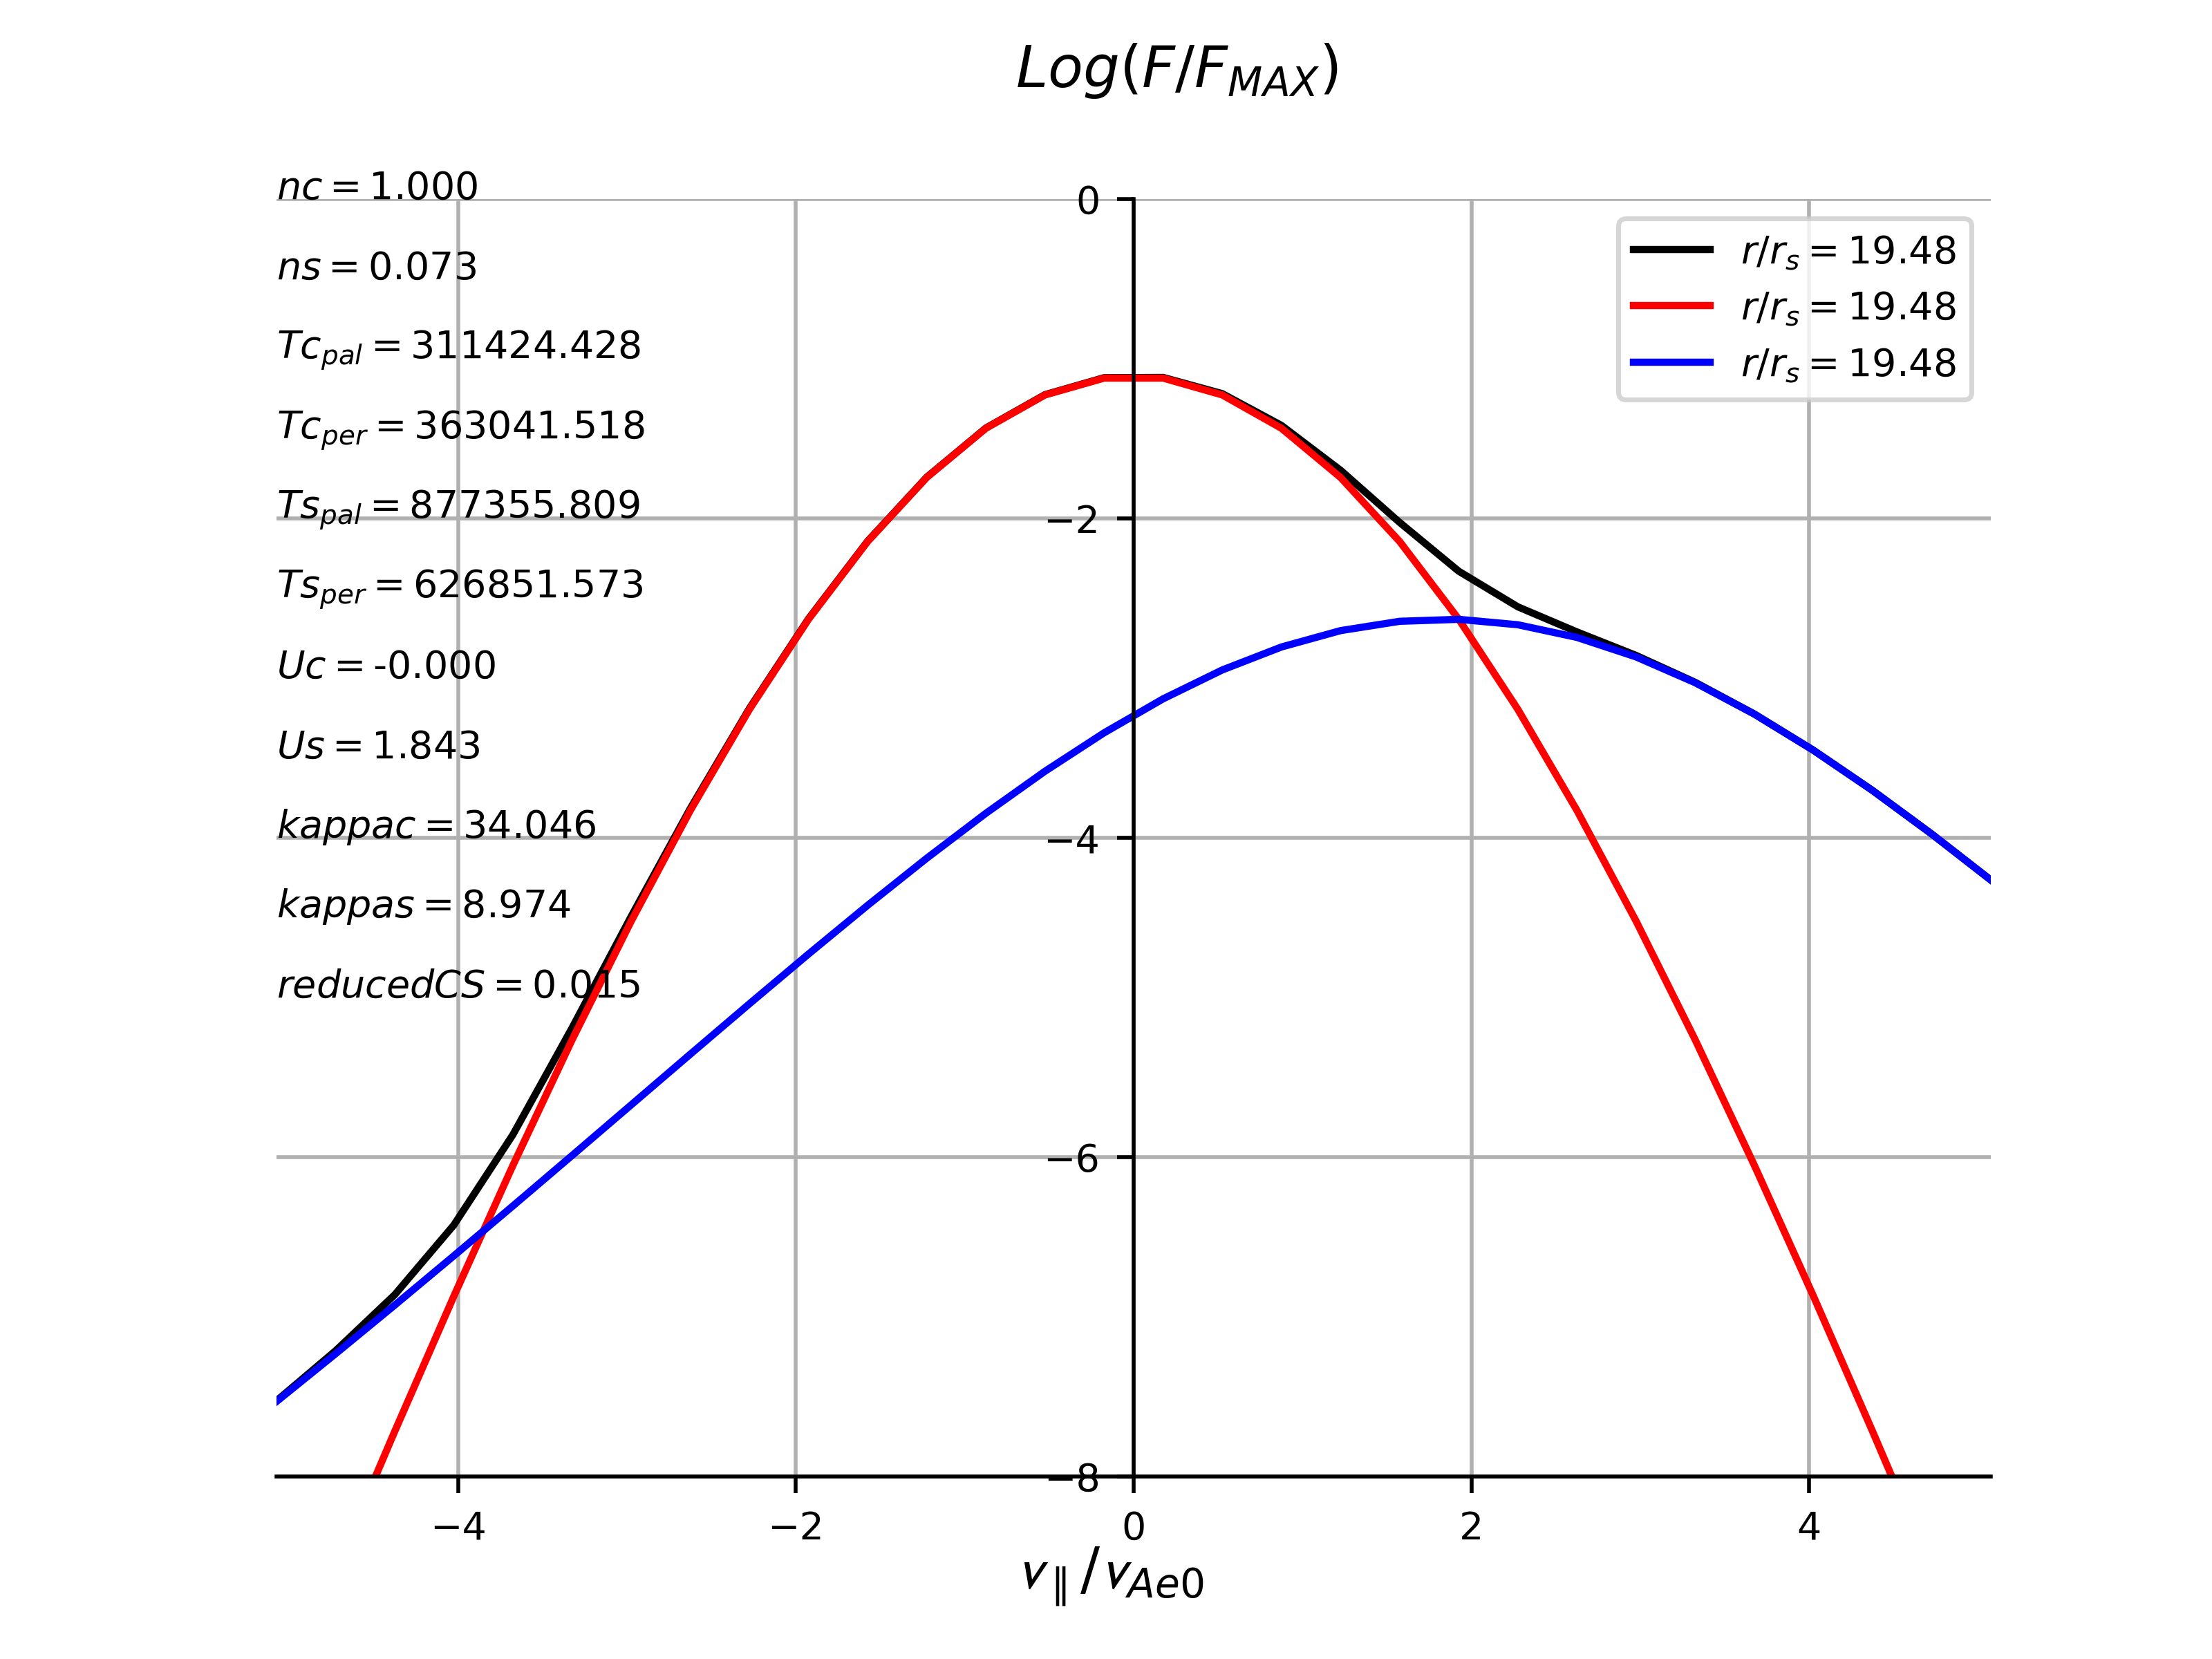 Log(F/F_MAX)
nc = 1.000
ns = 0.073
Tc_pal = 311424.428
Tc_per = 363041.518
Ts_pal = 877355.809
Ts_per = 626851.573
Uc = -0.000
Us = 1.843
kappac = 34.046
kappas = 8.974
reducedCS = 0.015
0
−2
−4
−6
−8
r/r_s = 19.48
r/r_s = 19.48
r/r_s = 19.48
−4 −2 0 2 4
v_∥/v_Ae0